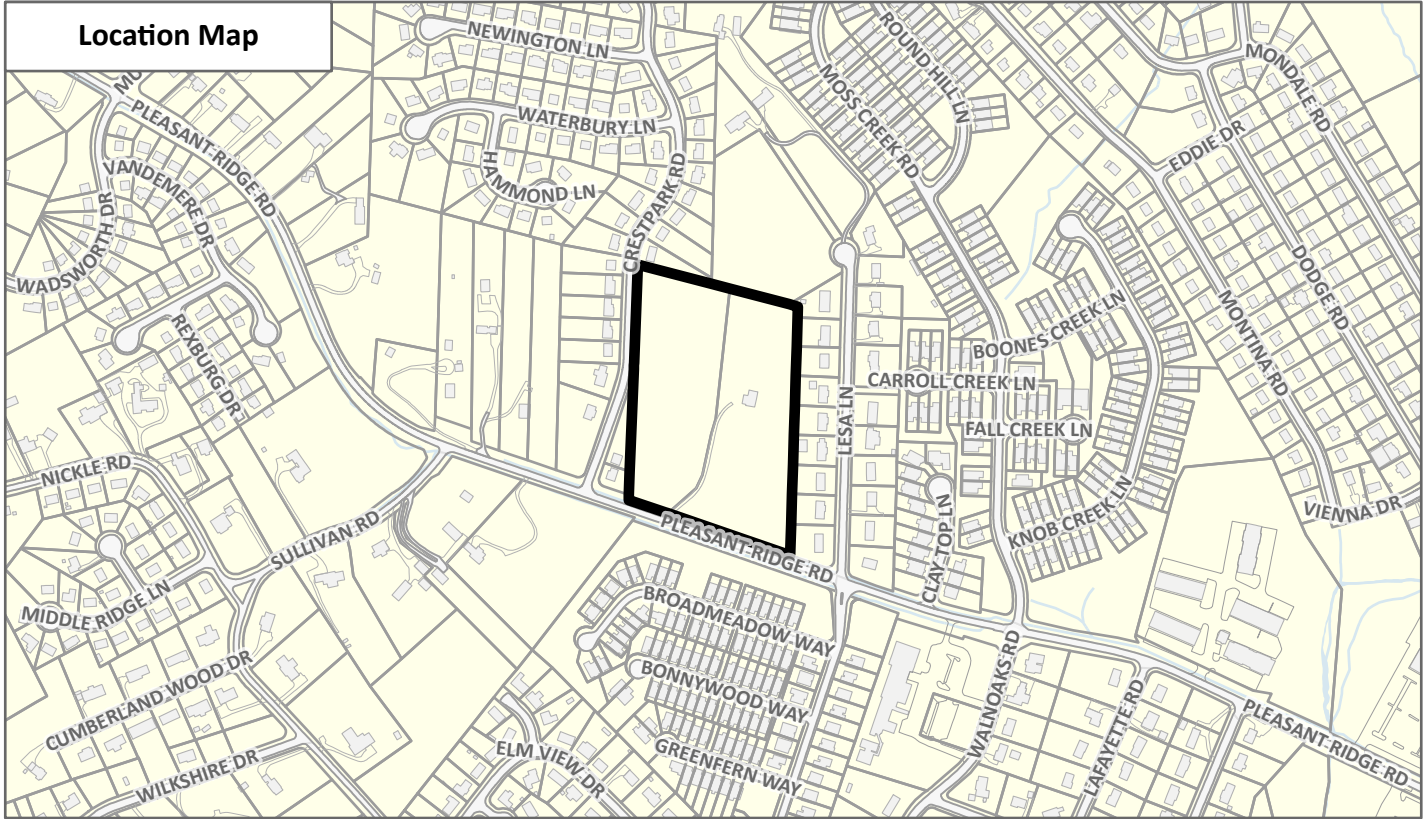 Location Map
NEWINGTON LN
ROUND HILL LN
MONDALE RD
MOSS CREEK RD
PLEASANT RIDGE RD
WATERBURY LN
EDDIE DR
VANDEMERE DR
HAMMOND LN
CRESTPARK RD
WADSWORTH DR
DODGE RD
REXBURG DR
BOONES CREEK LN
MONTINA RD
CARROLL CREEK LN
LESA LN
FALL CREEK LN
NICKLE RD
SULLIVAN RD
CLAY TOP LN
KNOB CREEK LN
VIENNA DR
PLEASANT RIDGE RD
MIDDLE RIDGE LN
BROADMEADOW WAY
BONNYWOOD WAY
WALNOAKS RD
LAFAYETTE RD
PLEASANT RIDGE RD
CUMBERLAND WOOD DR
ELM VIEW DR
GREENFERN WAY
WILKSHIRE DR